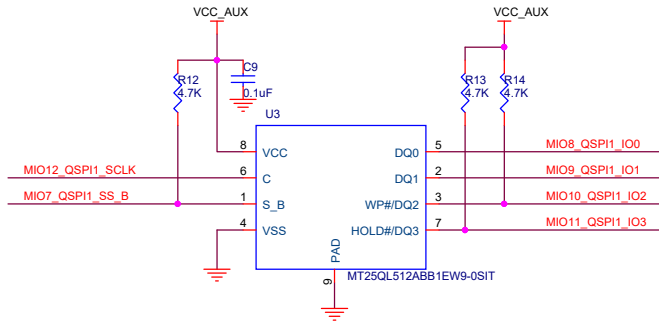 VCC_AUX
VCC_AUX
R12
4.7K
C9
0.1uF
R13
4.7K
R14
4.7K
U3
8
VCC
DQ0
5
MIO8_QSPI1_IO0
MIO12_QSPI1_SCLK
6
C
DQ1
2
MIO9_QSPI1_IO1
MIO7_QSPI1_SS_B
1
S_B
WP#/DQ2
3
MIO10_QSPI1_IO2
4
VSS
HOLD#/DQ3
7
MIO11_QSPI1_IO3
PAD
9
MT25QL512ABB1EW9-0SIT